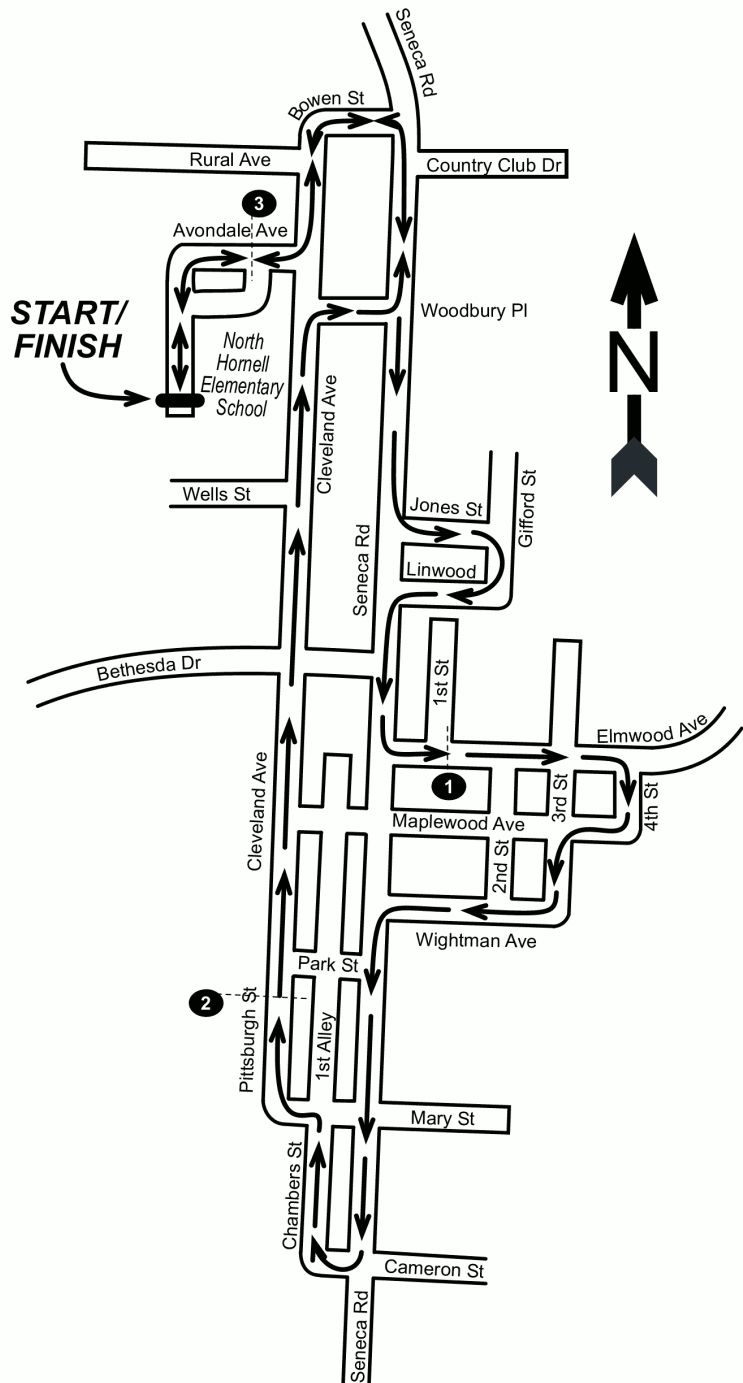 Seneca Rd
Bowen St
Rural Ave
Country Club Dr
3
Avondale Ave
START/
FINISH
North
Hornell
Elementary
School
Woodbury Pl
N
Cleveland Ave
Wells St
Jones St
Gifford St
Seneca Rd
Linwood
Bethesda Dr
1st St
Elmwood Ave
1
3rd St
4th St
Cleveland Ave
Maplewood Ave
2nd St
Wightman Ave
Park St
2
Pittsburgh St
1st Alley
Mary St
Chambers St
Cameron St
Seneca Rd